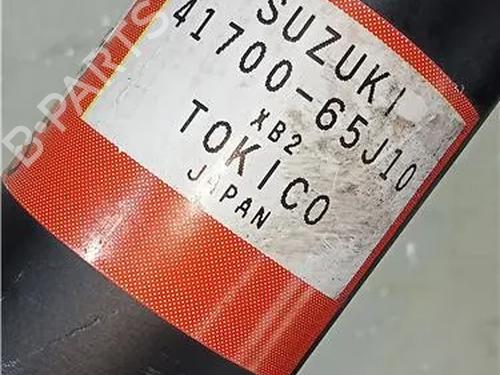 SUZUKI
41700-65J10
XB2
TOKICO
JAPAN
B-PARTS